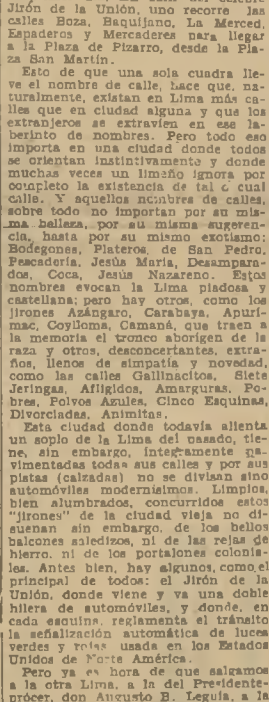 Jirón de la Unión, uno recorre las
calles Boza, Baquijano, La Merced,
Espaderos y Mercaderes para llegar
a la Plaza de Pizarro, desde la Pla-
za San Martín.
Esto de que una sola cuadra lle-
ve el nombre de calle, hace que, na-
turalmente, existan en Lima más ca-
lles que en ciudad alguna y que los
extranjeros se extravíen en ese la-
berinto de nombres. Pero todo eso
importa en una ciudad donde todos
se orientan instintivamente y donde
muchas veces un limeño ignora por
completo la existencia de tal o cual
calle. Y aquellos nombres de calles,
sobre todo no importan por su mis-
ma belleza, por su misma sugeren-
cia, hasta por su mismo exotismo:
Bodegones, Plateros de San Pedro,
Pescadería, Jesús María, Desampara-
dos, Coca, Jesús Nazareno. Estos
nombres evocan la Lima piadosa y
castellana; pero hay otros, como los
jirones Azángaro, Carabaya, Apurí-
mac, Coylloma, Camaná, que traen a
la memoria el tronco aborigen de la
raza y otros, desconcertantes, extra-
ños, llenos de simpatía y novedad,
como las calles Gallinacitos, Siete
Jeringas, Afligidos, Amarguras, Po-
bres, Polvos Azules, Cinco Esquinas,
Divorciadas, Animitas.
Esta ciudad donde todavía alienta
un soplo de la Lima del pasado, tie-
ne, sin embargo, íntegramente pa-
vimentadas todas sus calles y por sus
pistas (calzadas) no se divisan sino
automóviles modernísimos. Limpios,
bien alumbrados, concurridos estos
"jirones" de la ciudad vieja no di-
suenan sin embargo, de los bellos
balcones saledizos, ni de las rejas de
hierro, ni de los portalones colonia-
les. Antes bien, hay algunos, como el
principal de todos: el Jirón de la
Unión, donde viene y va una doble
hilera de automóviles, y donde, en
cada esquina, reglamenta el tránsito
la señalización automática de luces
verdes y rojas usada en los Estados
Unidos de Norte América.
Pero ya es hora de que salgamos
a la otra Lima, a la del Presidente-
prócer, don Augusto B. Leguía, a la